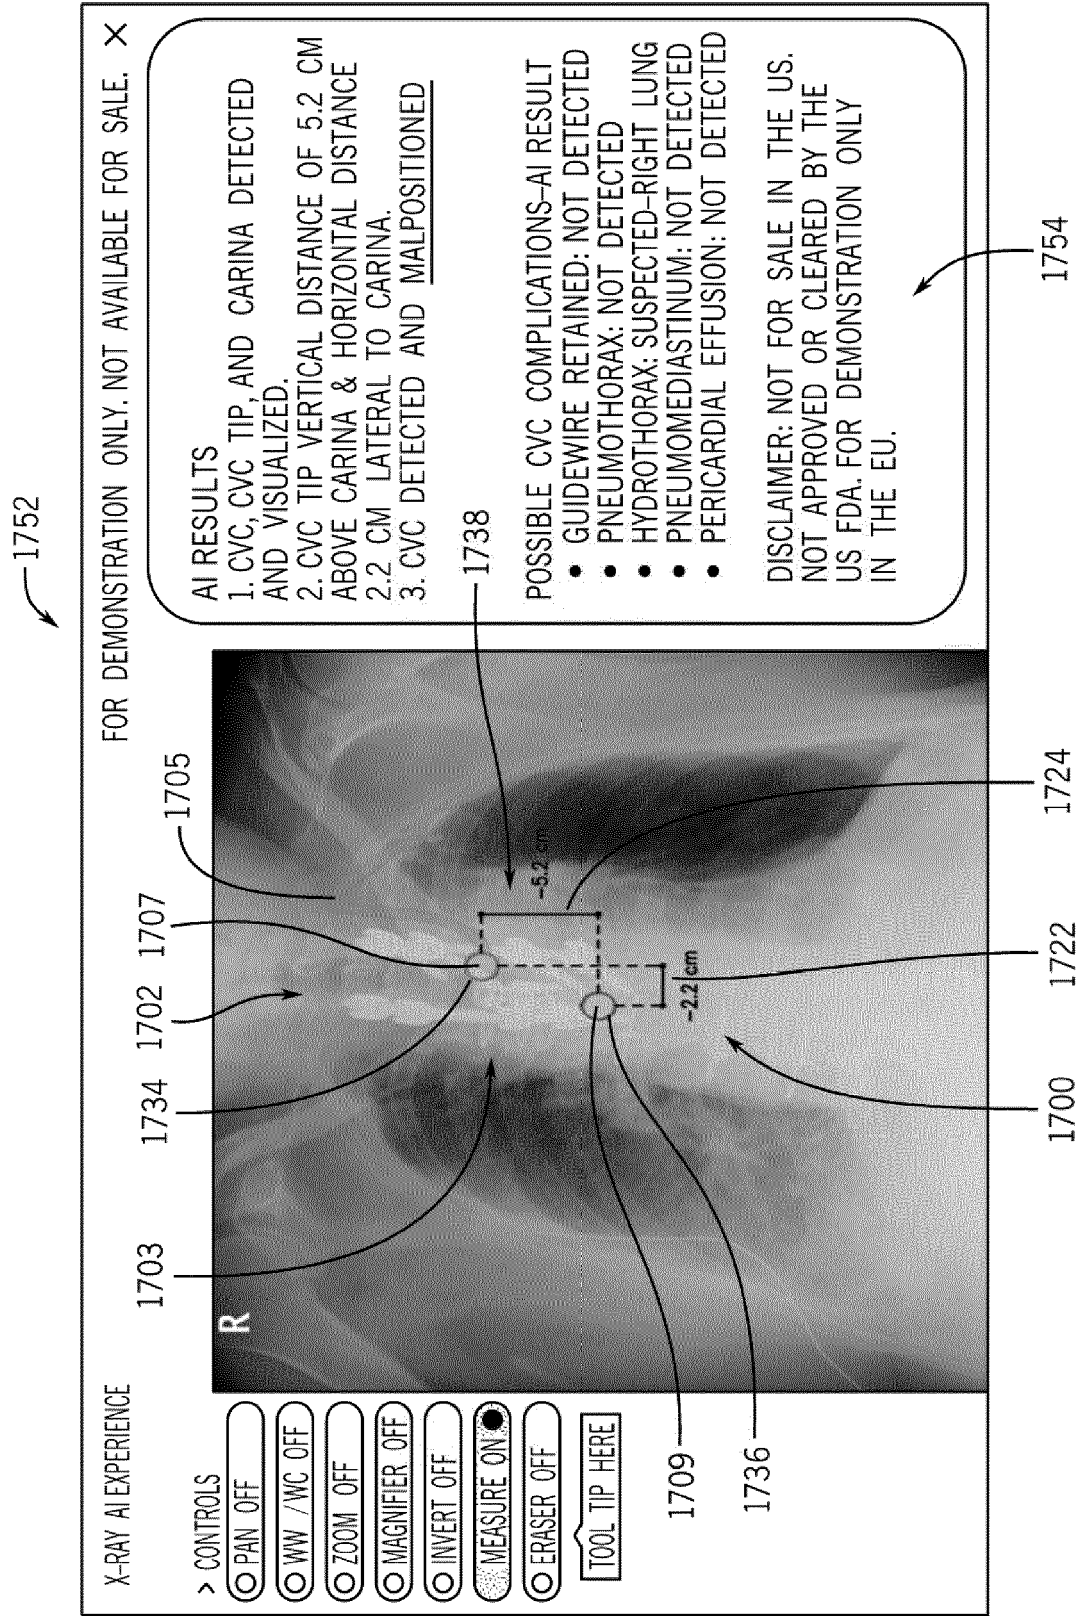 1752
X-RAY AI EXPERIENCE
FOR DEMONSTRATION ONLY. NOT AVAILABLE FOR SALE. X
> CONTROLS
PAN OFF
WW /WC OFF
ZOOM OFF
MAGNIFIER OFF
INVERT OFF
MEASURE ON
ERASER OFF
TOOL TIP HERE
1703
1734
1702
1707
1705
R
-5.2 cm
-2.2 cm
1738
1709
1736
1700
1722
1724
AI RESULTS
1. CVC, CVC TIP, AND CARINA DETECTED
AND VISUALIZED.
2. CVC TIP VERTICAL DISTANCE OF 5.2 CM
ABOVE CARINA & HORIZONTAL DISTANCE
2.2 CM LATERAL TO CARINA.
3. CVC DETECTED AND MALPOSITIONED
POSSIBLE CVC COMPLICATIONS-AI RESULT
• GUIDEWIRE RETAINED: NOT DETECTED
• PNEUMOTHORAX: NOT DETECTED
• HYDROTHORAX: SUSPECTED-RIGHT LUNG
• PNEUMOMEDIASTINUM: NOT DETECTED
• PERICARDIAL EFFUSION: NOT DETECTED
DISCLAIMER: NOT FOR SALE IN THE US.
NOT APPROVED OR CLEARED BY THE
US FDA. FOR DEMONSTRATION ONLY
IN THE EU.
1754